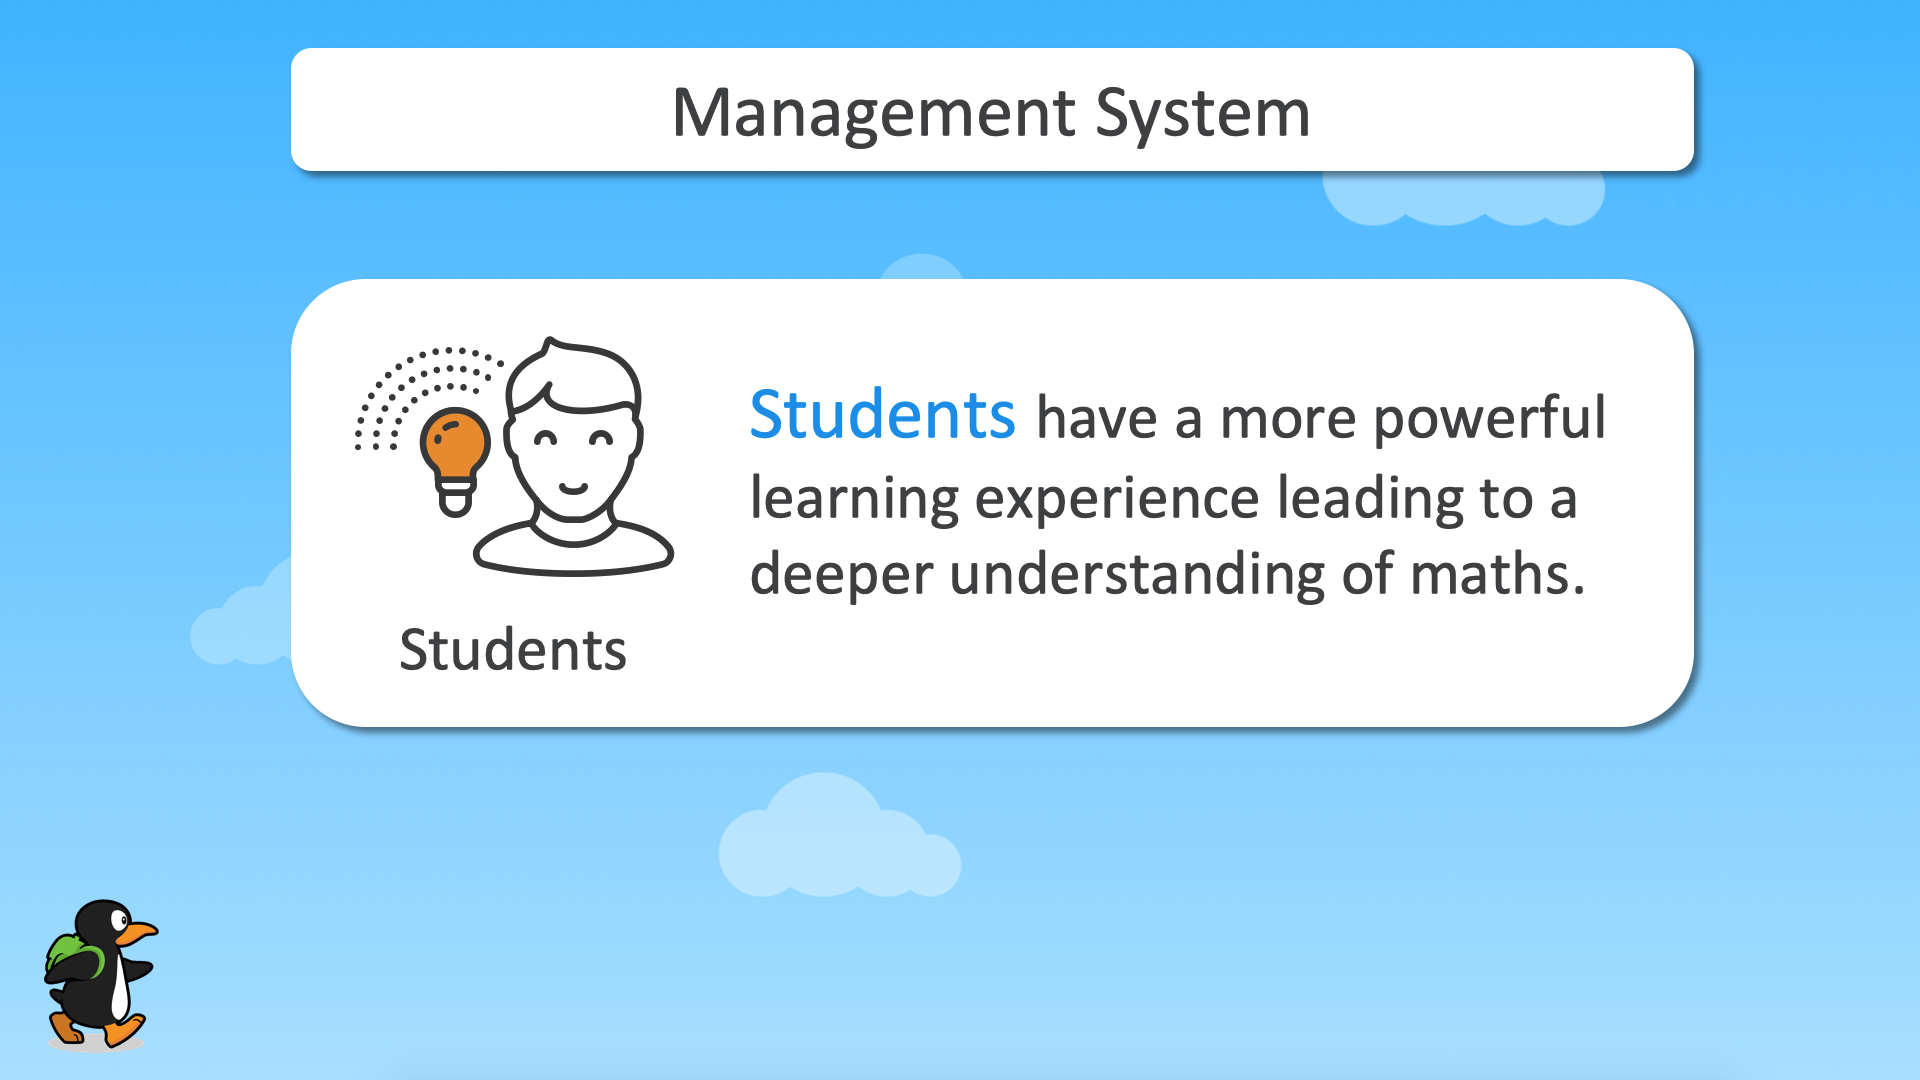 Management System
Students have a more powerful
learning experience leading to a
deeper understanding of maths.
Students